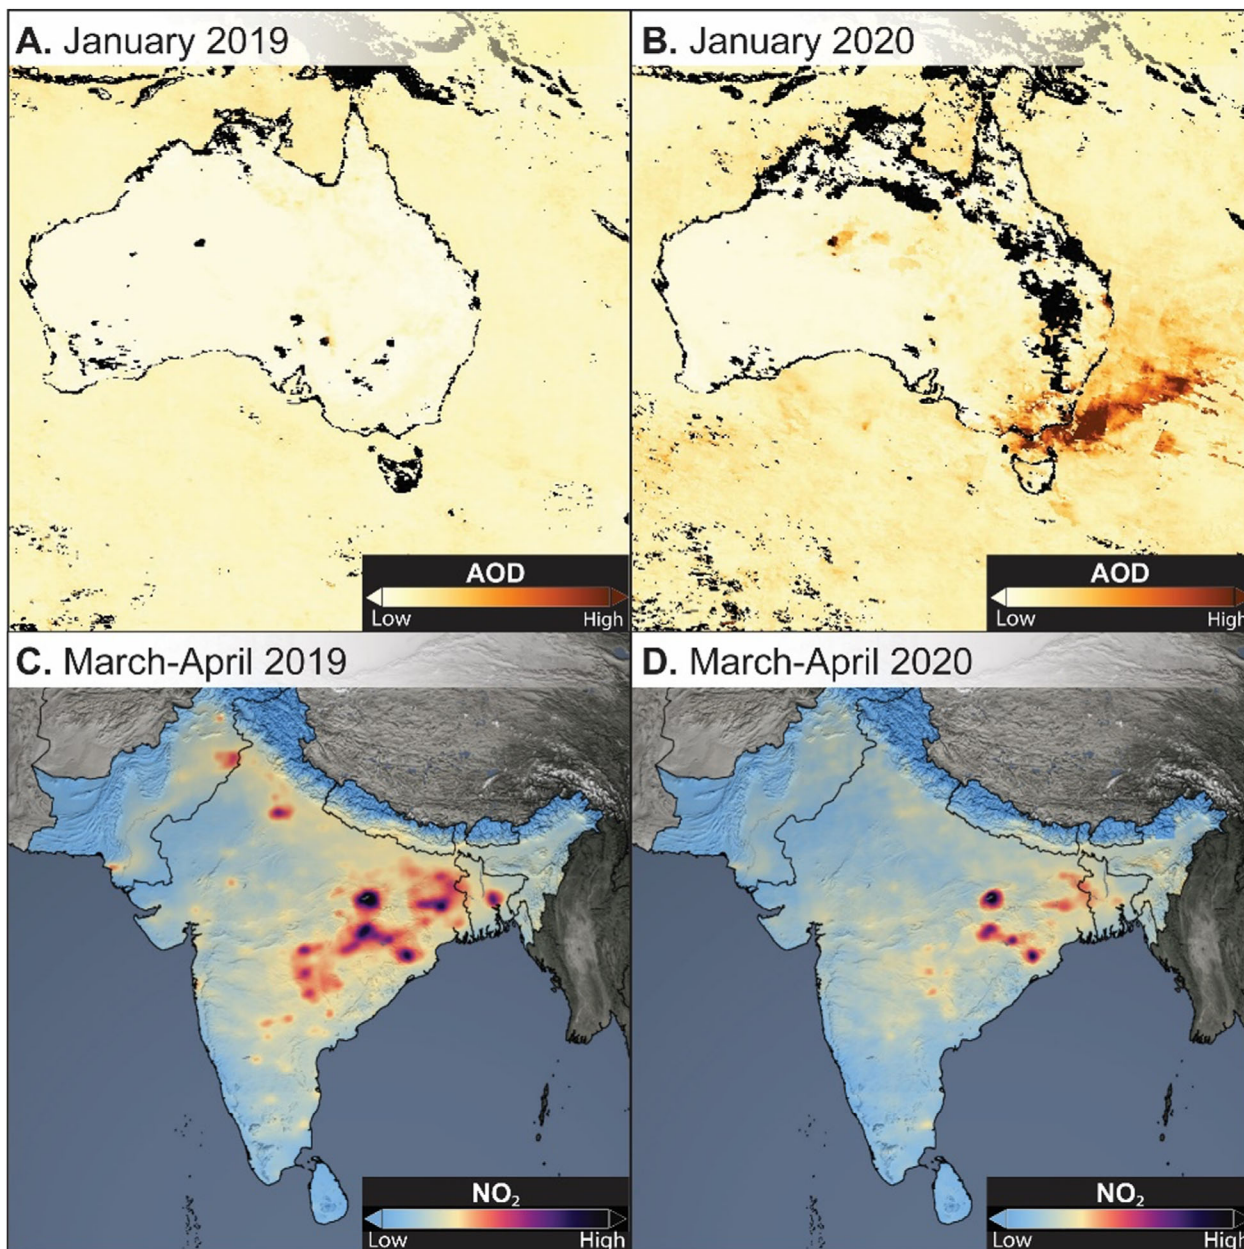 A. January 2019
B. January 2020
AOD
Low High
AOD
Low High
C. March-April 2019
D. March-April 2020
NO₂
Low High
NO₂
Low High